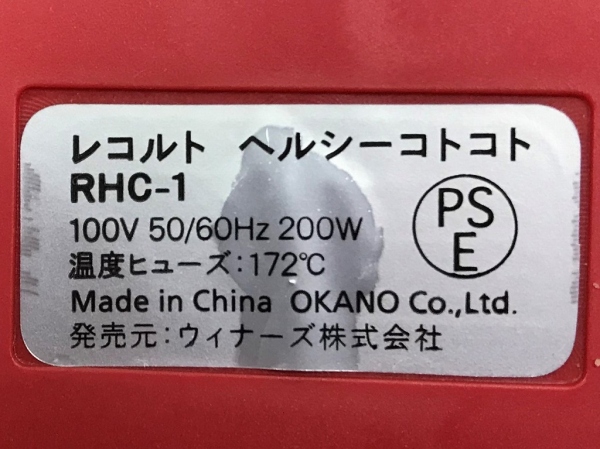 レコルト ヘルシーコトコト
RHC-1
100V 50/60Hz 200W
温度ヒューズ:172℃
Made in China OKANO Co.,Ltd.
発売元:ウィナーズ株式会社
PS
E